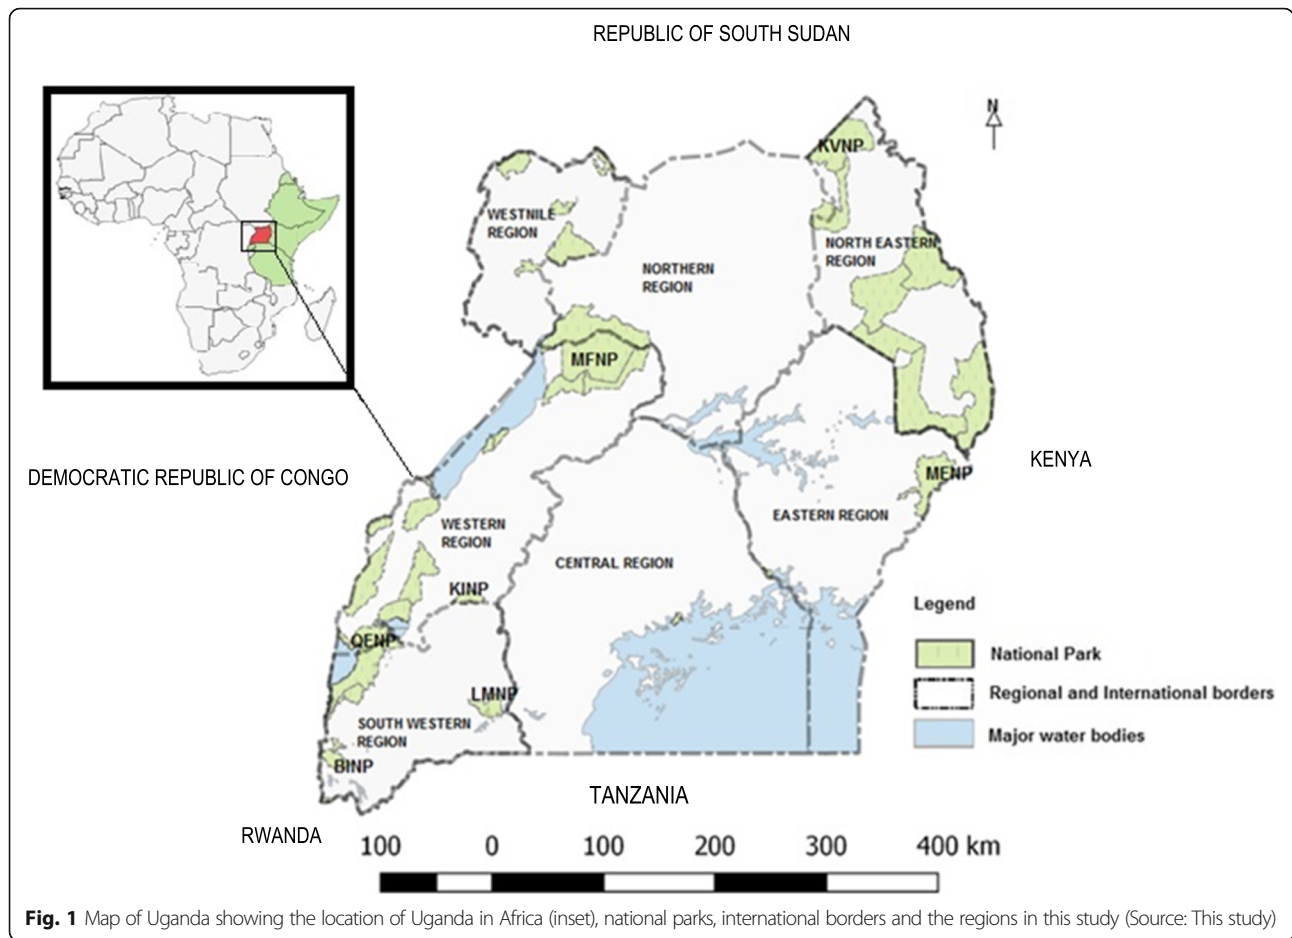 REPUBLIC OF SOUTH SUDAN
N
KVNP
WESTNILE
REGION
NORTH EASTERN
REGION
NORTHERN
REGION
MFNP
DEMOCRATIC REPUBLIC OF CONGO
KENYA
MENP
WESTERN
REGION
EASTERN REGION
CENTRAL REGION
KINP
QENP
LMNP
SOUTH WESTERN
REGION
BINP
Legend
National Park
Regional and International borders
Major water bodies
TANZANIA
RWANDA
100 0 100 200 300 400 km
Fig. 1 Map of Uganda showing the location of Uganda in Africa (inset), national parks, international borders and the regions in this study (Source: This study)